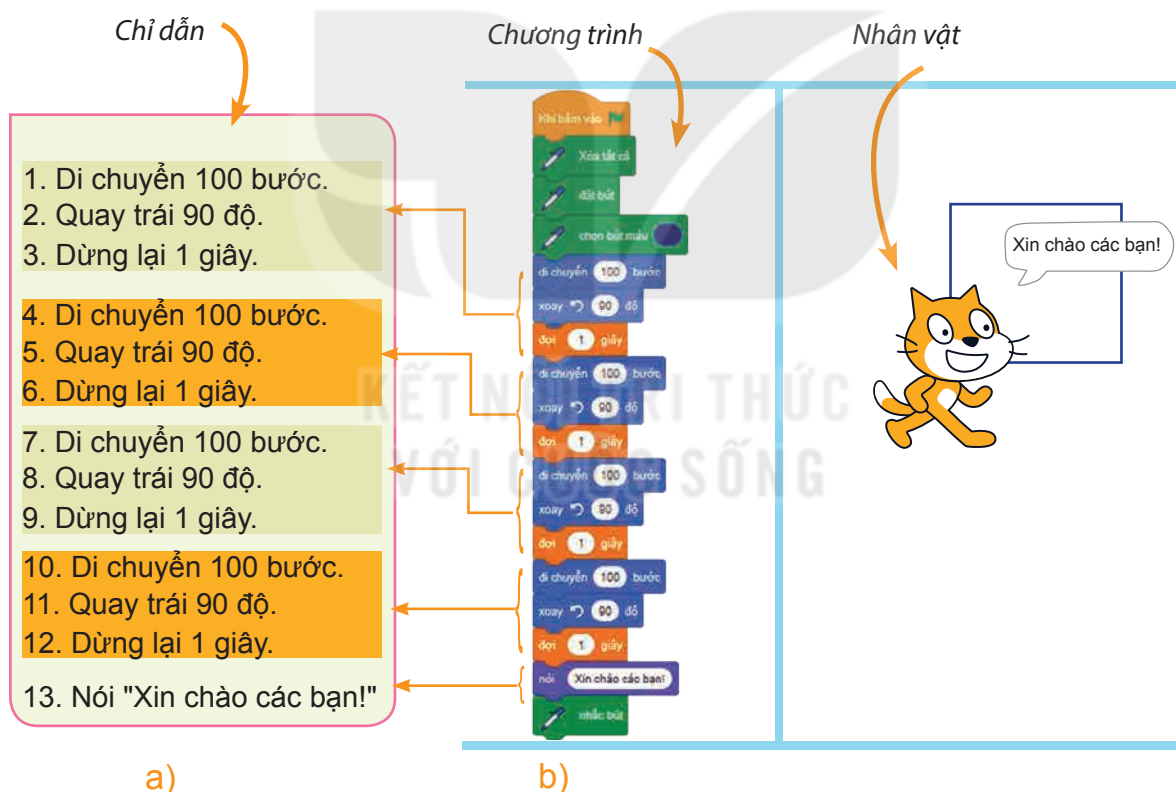 Chỉ dẫn
Chương trình
Nhân vật
1. Di chuyển 100 bước.
2. Quay trái 90 độ.
3. Dừng lại 1 giây.
4. Di chuyển 100 bước.
5. Quay trái 90 độ.
6. Dừng lại 1 giây.
7. Di chuyển 100 bước.
8. Quay trái 90 độ.
9. Dừng lại 1 giây.
10. Di chuyển 100 bước.
11. Quay trái 90 độ.
12. Dừng lại 1 giây.
13. Nói "Xin chào các bạn!"
a)
Khi bấm vào
Xóa tất cả
đặt bút
chọn bút màu
di chuyển 100 bước
xoay 90 độ
đợi 1 giây
di chuyển 100 bước
xoay 90 độ
đợi 1 giây
di chuyển 100 bước
xoay 90 độ
đợi 1 giây
di chuyển 100 bước
xoay 90 độ
đợi 1 giây
nói Xin chào các bạn!
nhấc bút
b)
Xin chào các bạn!
KẾT NỐI TRI THỨC
VỚI CUỘC SỐNG